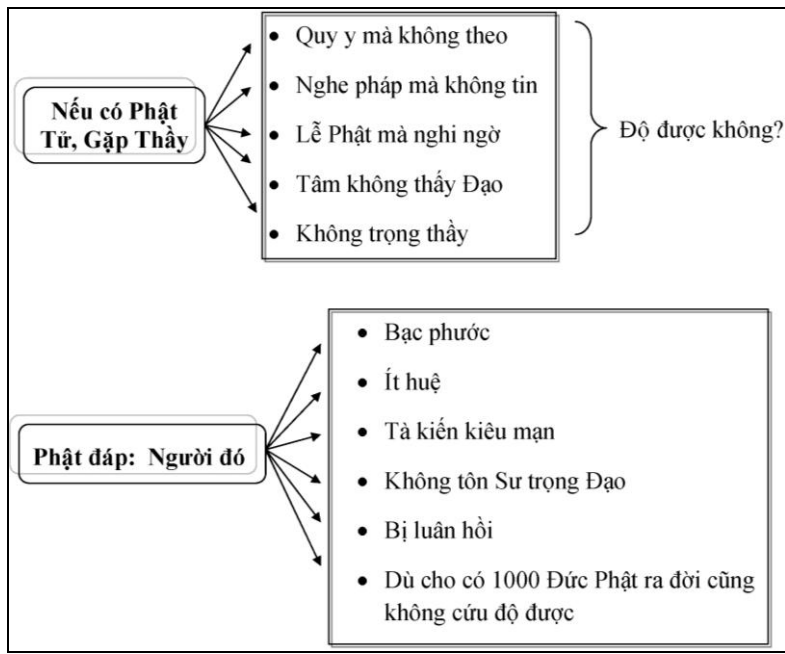 Nếu có Phật
Tử, Gặp Thầy
• Quy y mà không theo
• Nghe pháp mà không tin
• Lễ Phật mà nghi ngờ
• Tâm không thấy Đạo
• Không trọng thầy
Độ được không?
Phật đáp: Người đó
• Bạc phước
• Ít huệ
• Tà kiến kiêu mạn
• Không tôn Sư trọng Đạo
• Bị luân hồi
• Dù cho có 1000 Đức Phật ra đời cũng
không cứu độ được